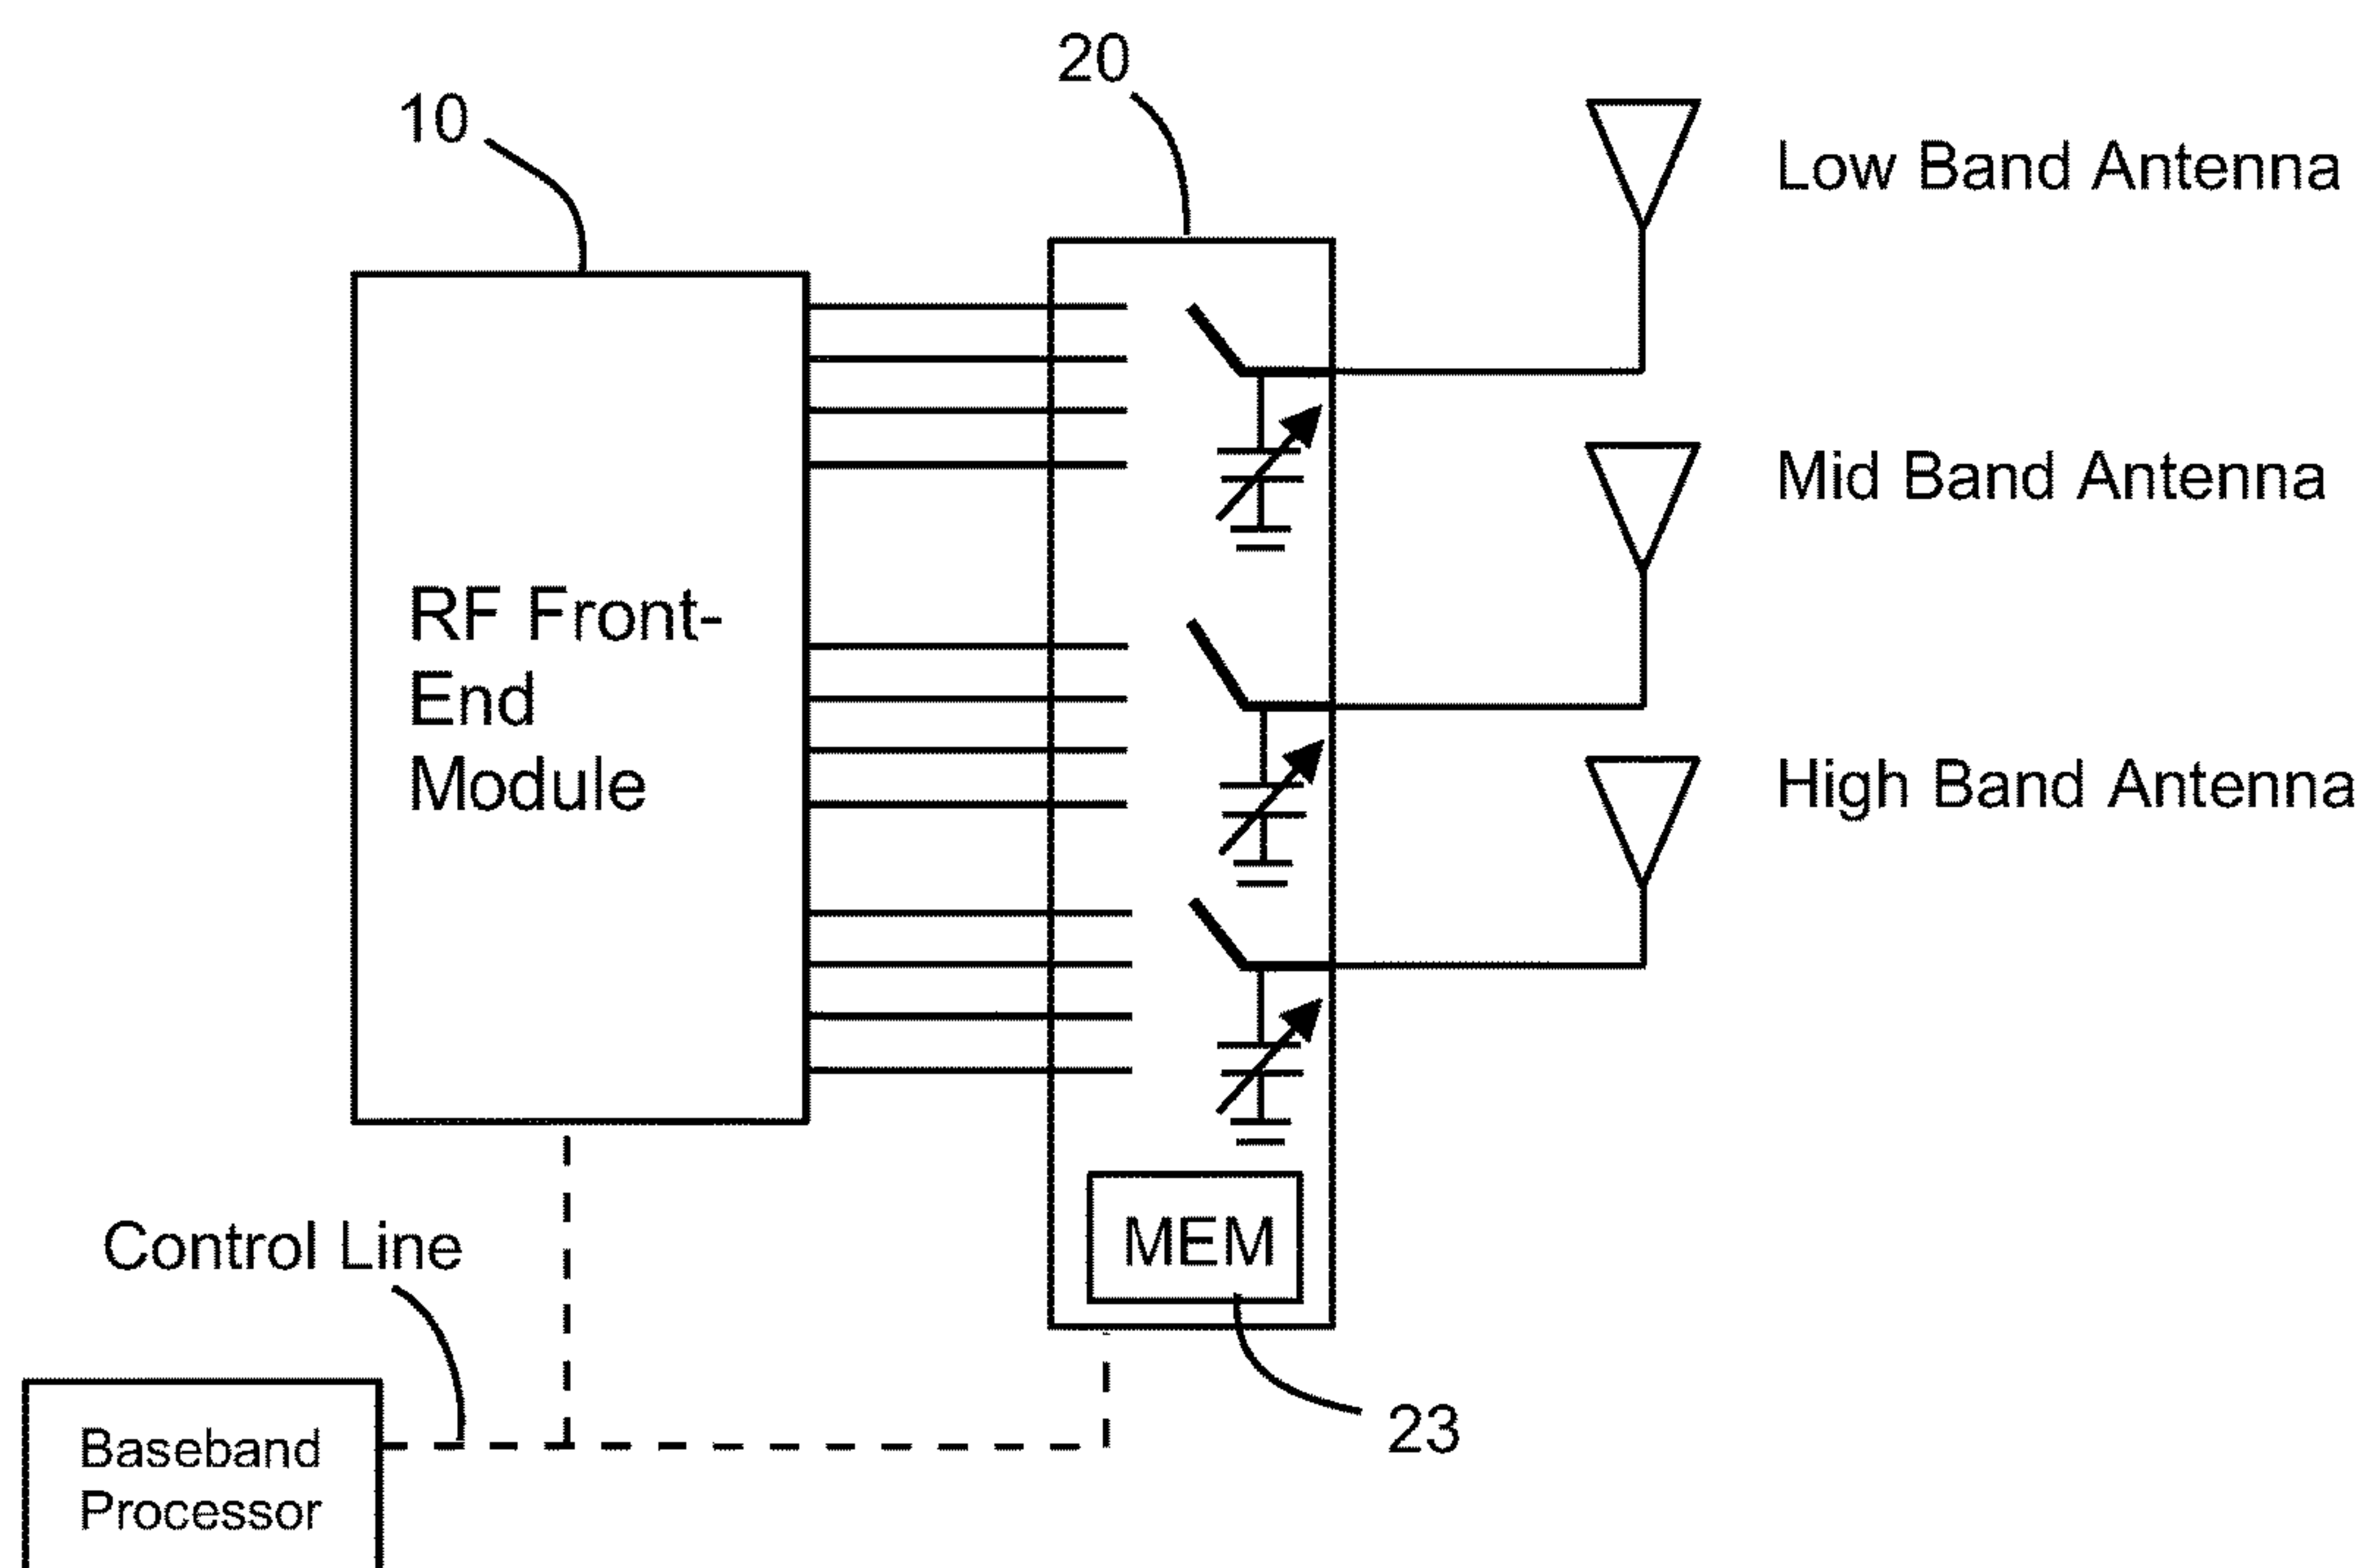 20
10
Low Band Antenna
Mid Band Antenna
RF Front-
End
Module
High Band Antenna
MEM
Control Line
23
Baseband
Processor